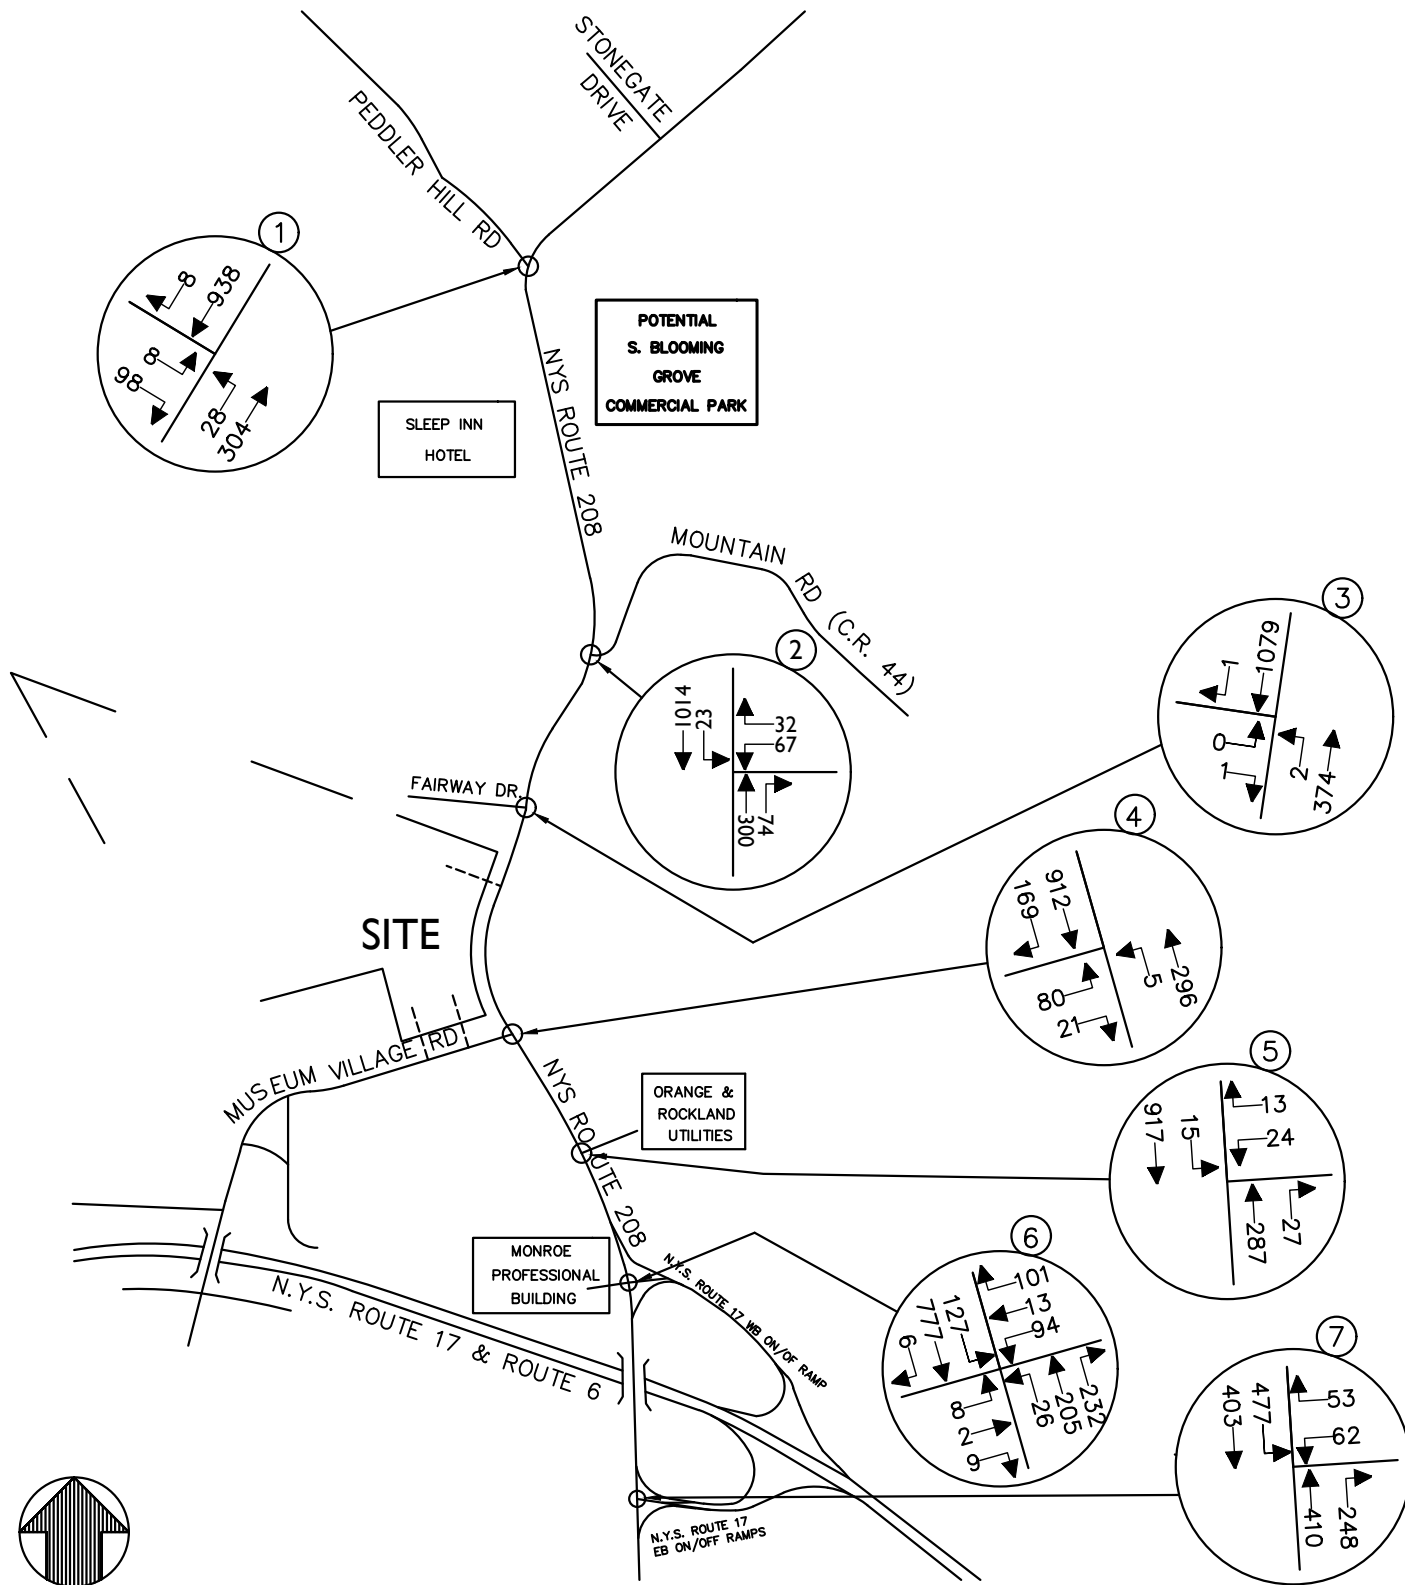 STONEGATE
DRIVE
PEDDLER HILL RD
1
8
938
8
98
28
304
POTENTIAL
S. BLOOMING
GROVE
COMMERCIAL PARK
SLEEP INN
HOTEL
NYS ROUTE 208
MOUNTAIN RD (C.R. 44)
2
1014
23
32
67
300
74
3
1
1079
0
1
2
374
FAIRWAY DR.
4
912
169
80
21
5
296
SITE
MUSEUM VILLAGE RD
NYS ROUTE 208
ORANGE &
ROCKLAND
UTILITIES
5
917
15
13
24
287
27
MONROE
PROFESSIONAL
BUILDING
N.Y.S. ROUTE 17 WB ON/OF RAMP
6
6
777
127
101
13
94
8
2
9
26
205
232
N.Y.S. ROUTE 17 & ROUTE 6
7
403
477
53
62
410
248
N.Y.S. ROUTE 17
EB ON/OFF RAMPS